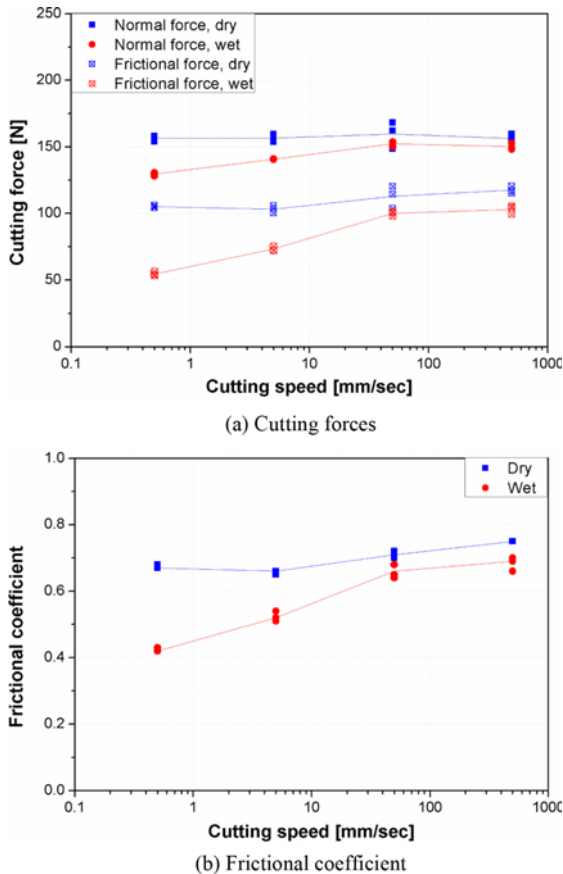 250
200
150
100
50
0
Cutting force [N]
Normal force, dry
Normal force, wet
Frictional force, dry
Frictional force, wet
0.1 1 10 100 1000
Cutting speed [mm/sec]
(a) Cutting forces
1.0
0.8
0.6
0.4
0.2
0.0
Frictional coefficient
Dry
Wet
0.1 1 10 100 1000
Cutting speed [mm/sec]
(b) Frictional coefficient